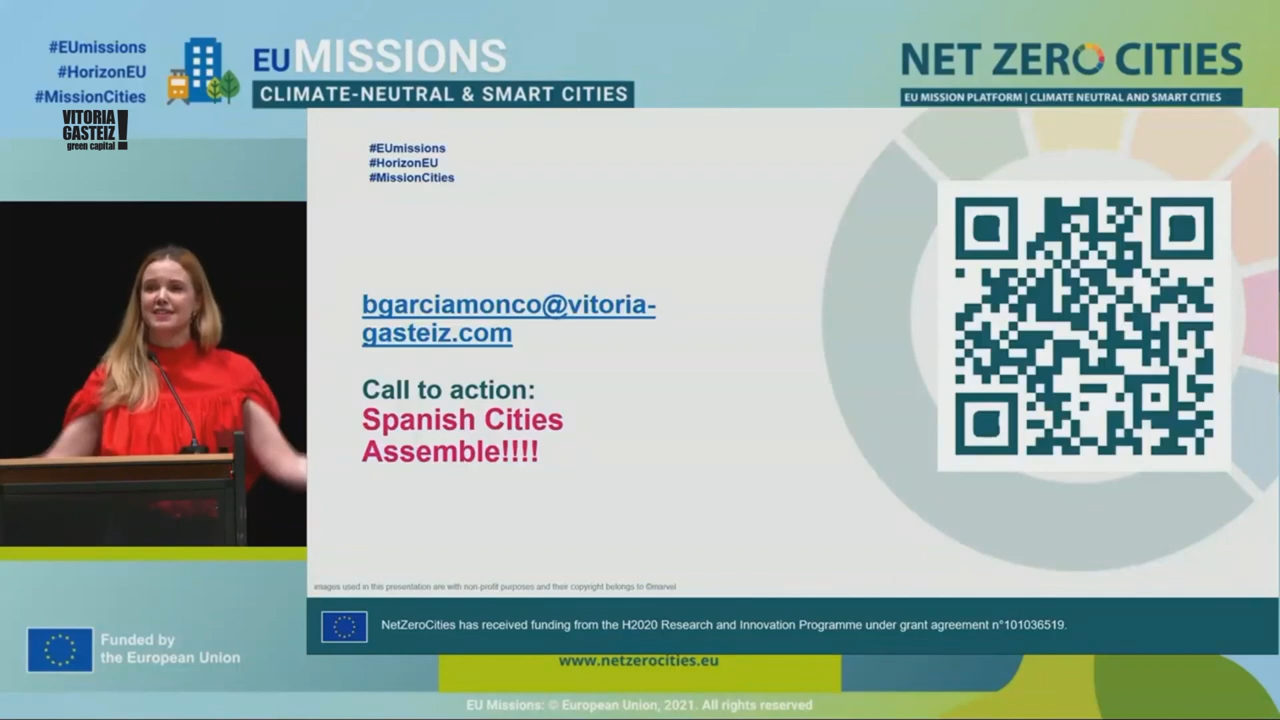 #EUmissions
#HorizonEU
#MissionCities
VITORIA
GASTEIZ!
green capital
EU MISSIONS
CLIMATE-NEUTRAL & SMART CITIES
NET ZERO CITIES
EU MISSION PLATFORM | CLIMATE NEUTRAL AND SMART CITIES
#EUmissions
#HorizonEU
#MissionCities
bgarciamonco@vitoria-
gasteiz.com
Call to action:
Spanish Cities
Assemble!!!!
images used in this presentation are with non-profit purposes and their copyright belongs to ©marvel
NetZeroCities has received funding from the H2020 Research and Innovation Programme under grant agreement n°101036519.
Funded by
the European Union
www.netzerocities.eu
EU Missions: © European Union, 2021. All rights reserved